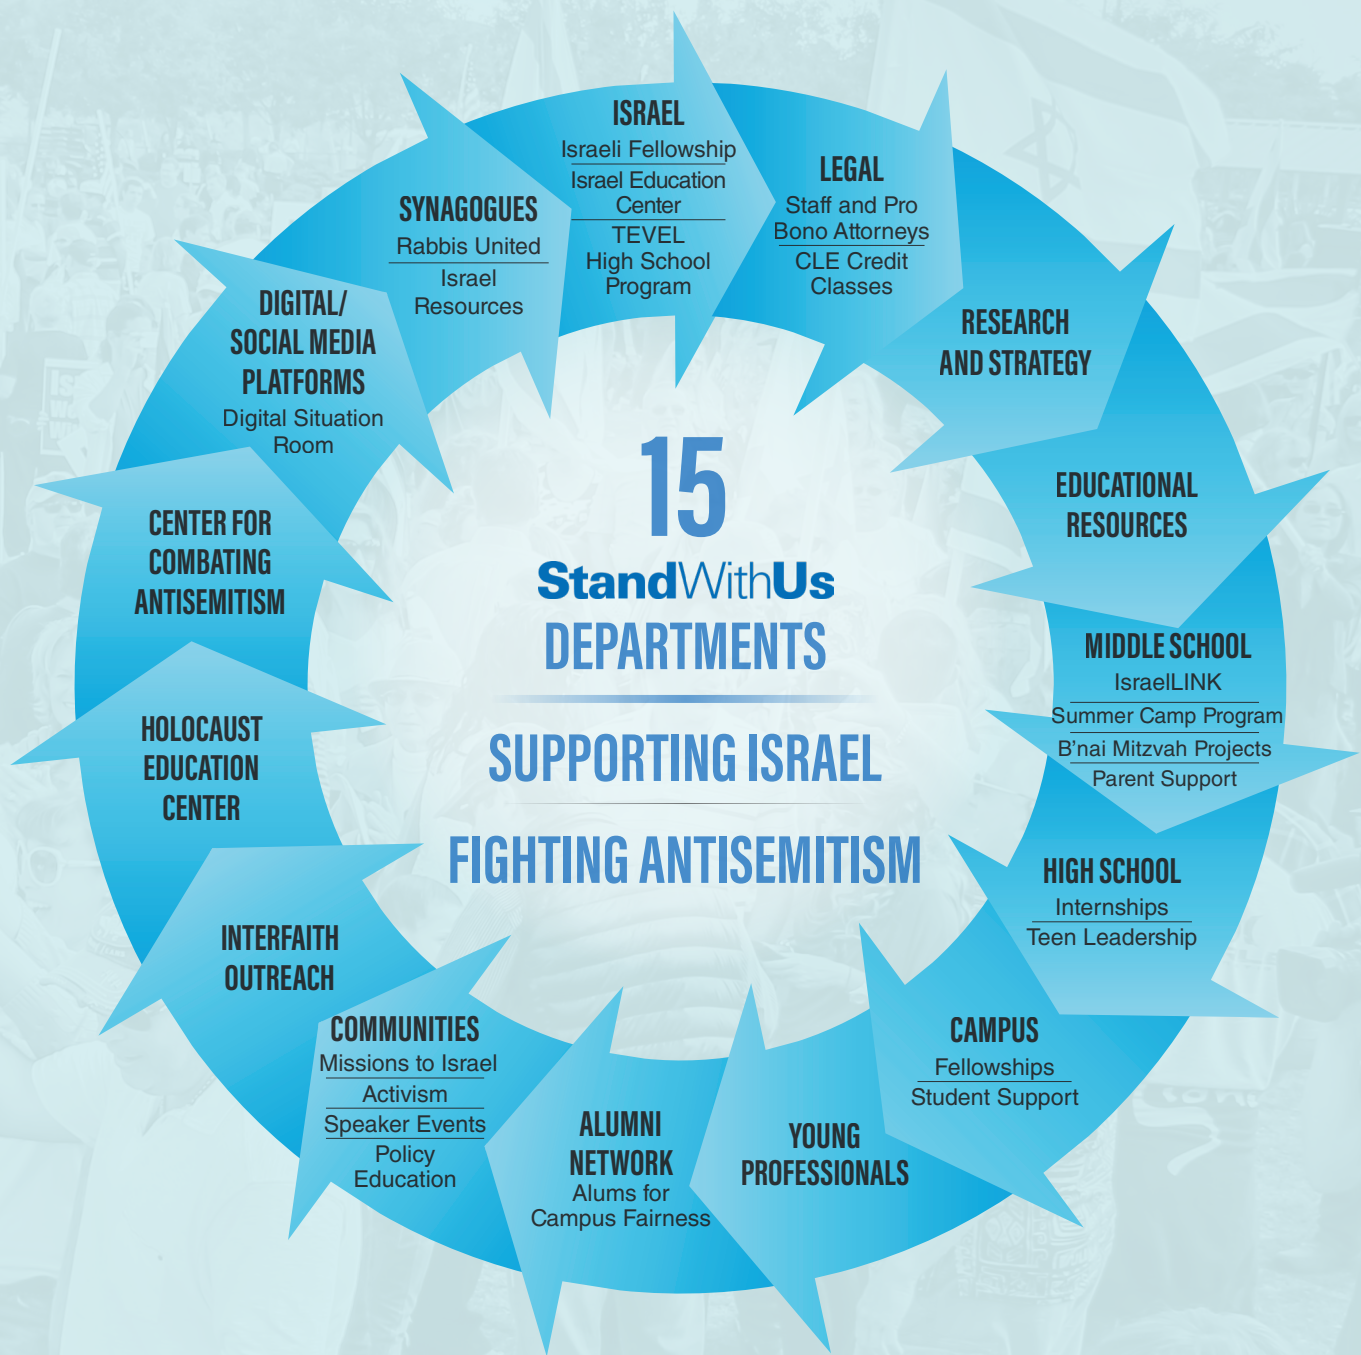 ISRAEL
Israeli Fellowship
Israel Education
Center
TEVEL
High School
Program
LEGAL
Staff and Pro
Bono Attorneys
CLE Credit
Classes
RESEARCH
AND STRATEGY
EDUCATIONAL
RESOURCES
MIDDLE SCHOOL
IsraelLINK
Summer Camp Program
B'nai Mitzvah Projects
Parent Support
HIGH SCHOOL
Internships
Teen Leadership
CAMPUS
Fellowships
Student Support
YOUNG
PROFESSIONALS
ALUMNI
NETWORK
Alums for
Campus Fairness
COMMUNITIES
Missions to Israel
Activism
Speaker Events
Policy
Education
INTERFAITH
OUTREACH
HOLOCAUST
EDUCATION
CENTER
CENTER FOR
COMBATING
ANTISEMITISM
DIGITAL/
SOCIAL MEDIA
PLATFORMS
Digital Situation
Room
SYNAGOGUES
Rabbis United
Israel
Resources
15
StandWithUs
DEPARTMENTS
SUPPORTING ISRAEL
FIGHTING ANTISEMITISM